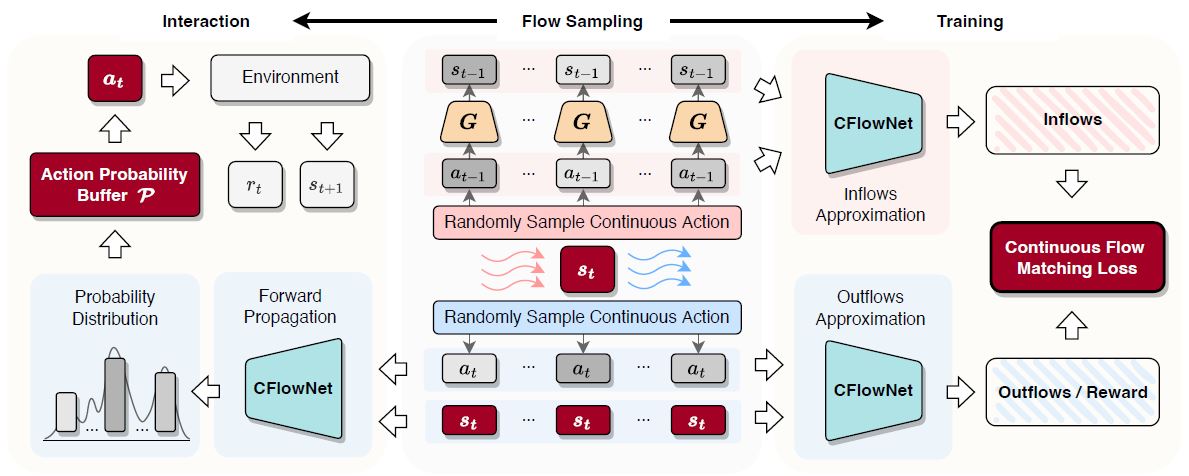 Interaction
Flow Sampling
Training
a_t
Environment
Action Probability
Buffer 𝒫
r_t
s_{t+1}
Probability
Distribution
... ...
Forward
Propagation
CFlowNet
s_{t-1} ... s_{t-1} ... s_{t-1}
G ... G ... G
a_{t-1} ... a_{t-1} ... a_{t-1}
Randomly Sample Continuous Action
s_t
Randomly Sample Continuous Action
a_t ... a_t ... a_t
s_t ... s_t ... s_t
CFlowNet
Inflows
Approximation
Inflows
Continuous Flow
Matching Loss
Outflows
Approximation
CFlowNet
Outflows / Reward